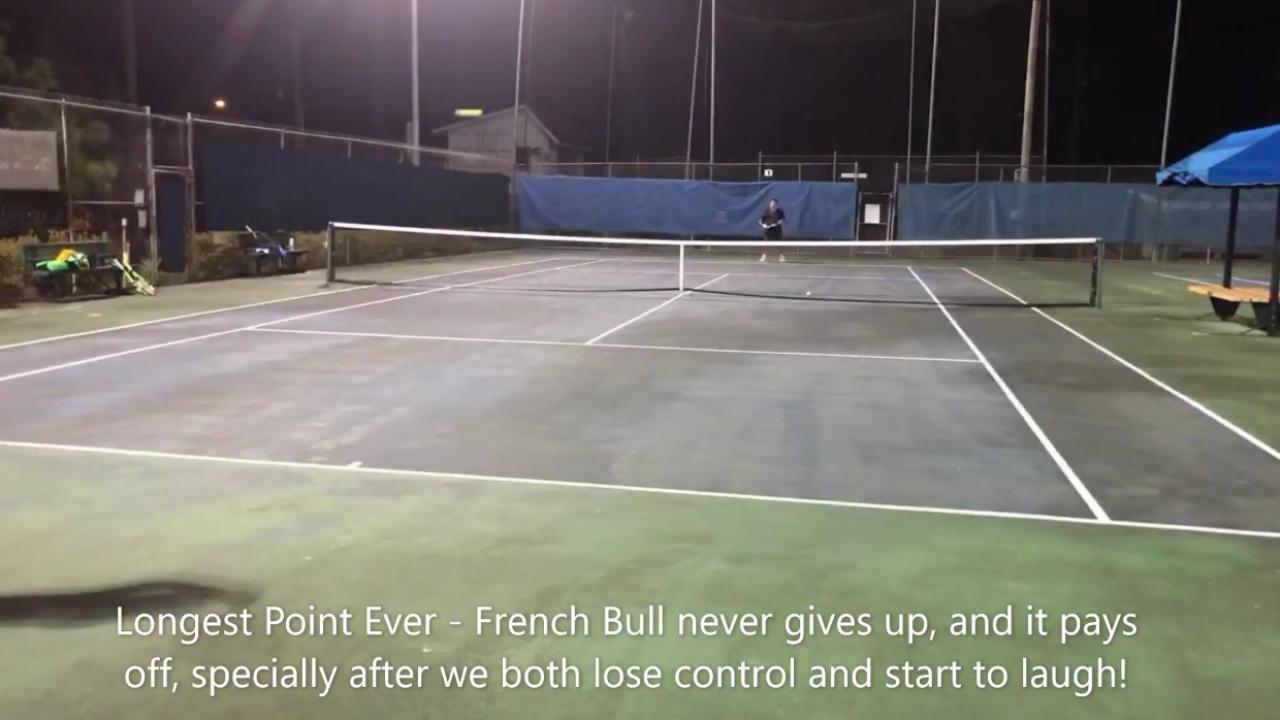 Longest Point Ever - French Bull never gives up, and it pays
off, specially after we both lose control and start to laugh!